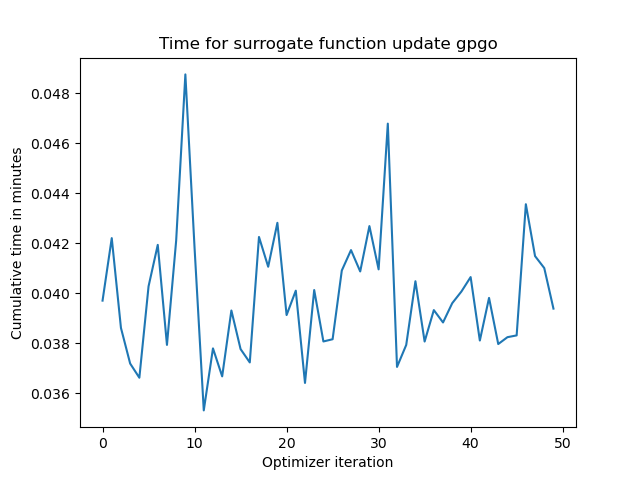 Time for surrogate function update gpgo
Cumulative time in minutes
0.048
0.046
0.044
0.042
0.040
0.038
0.036
0 10 20 30 40 50
Optimizer iteration